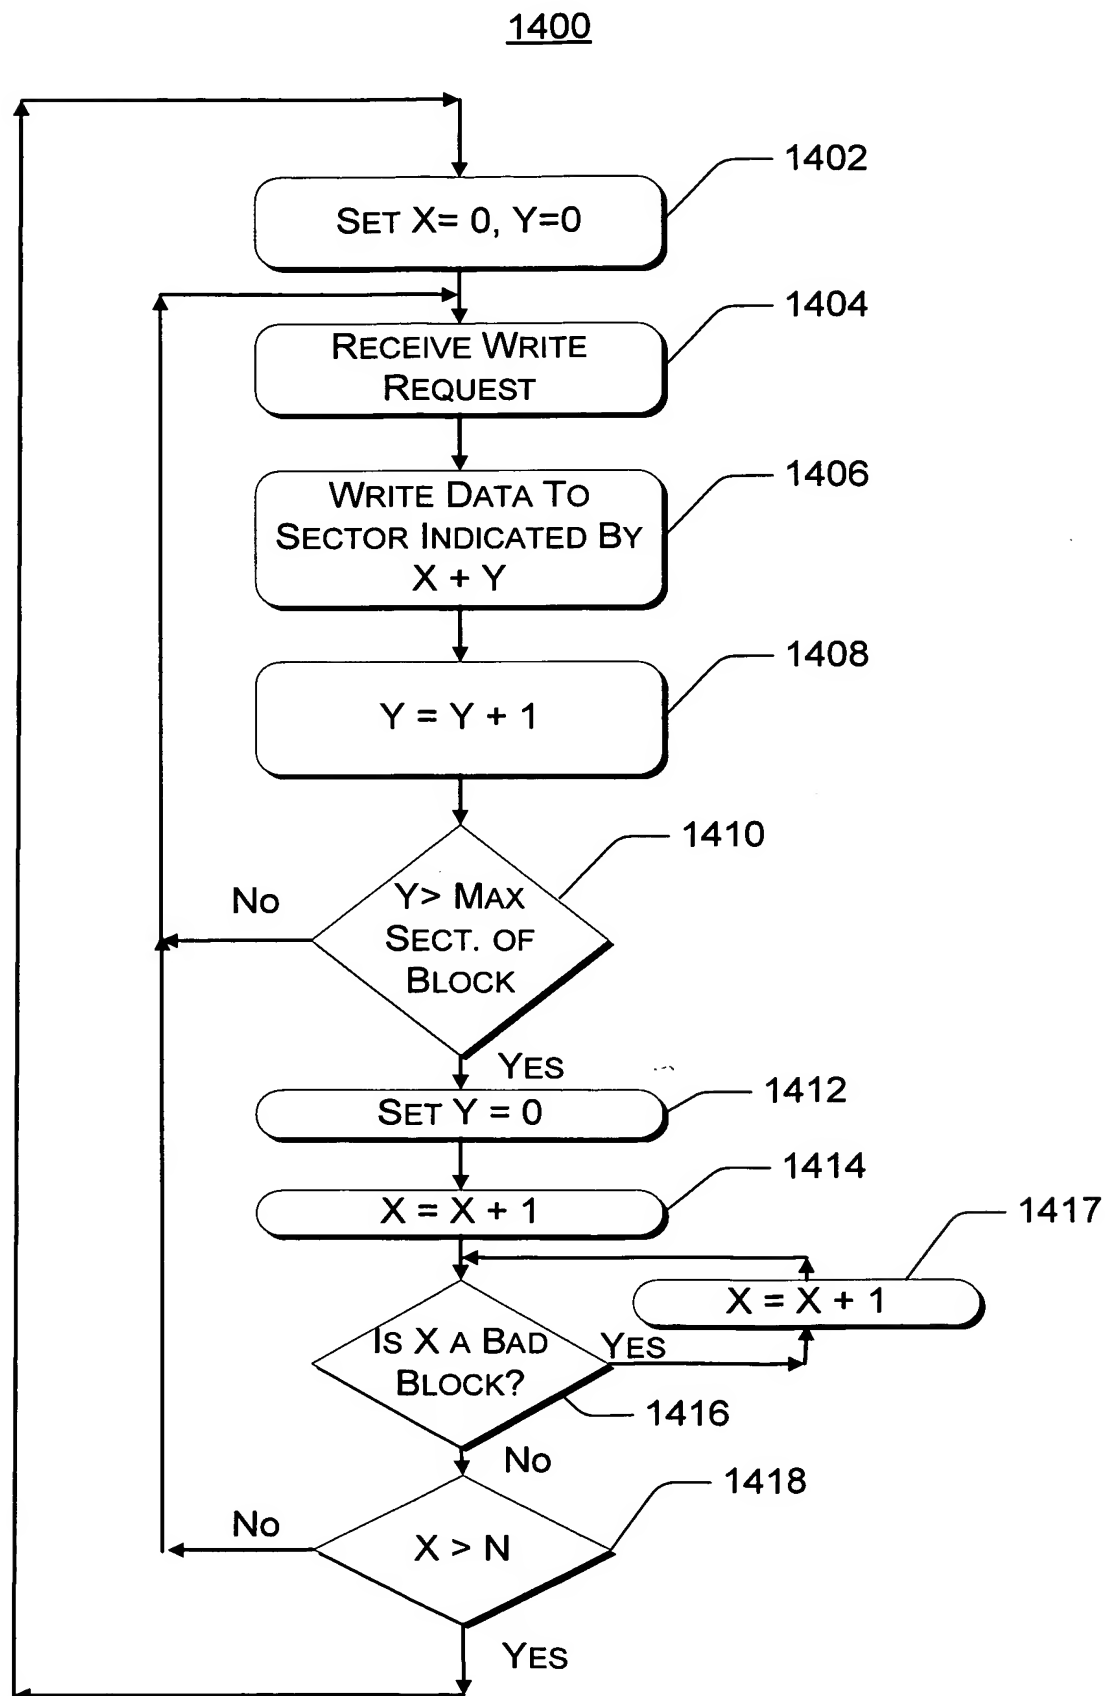 1400
1402
SET X= 0, Y=0
1404
RECEIVE WRITE
REQUEST
1406
WRITE DATA TO
SECTOR INDICATED BY
X + Y
1408
Y = Y + 1
1410
No
Y> MAX
SECT. OF
BLOCK
YES
1412
SET Y = 0
1414
X = X + 1
1417
X = X + 1
IS X A BAD
BLOCK?
YES
1416
No
1418
No
X > N
YES